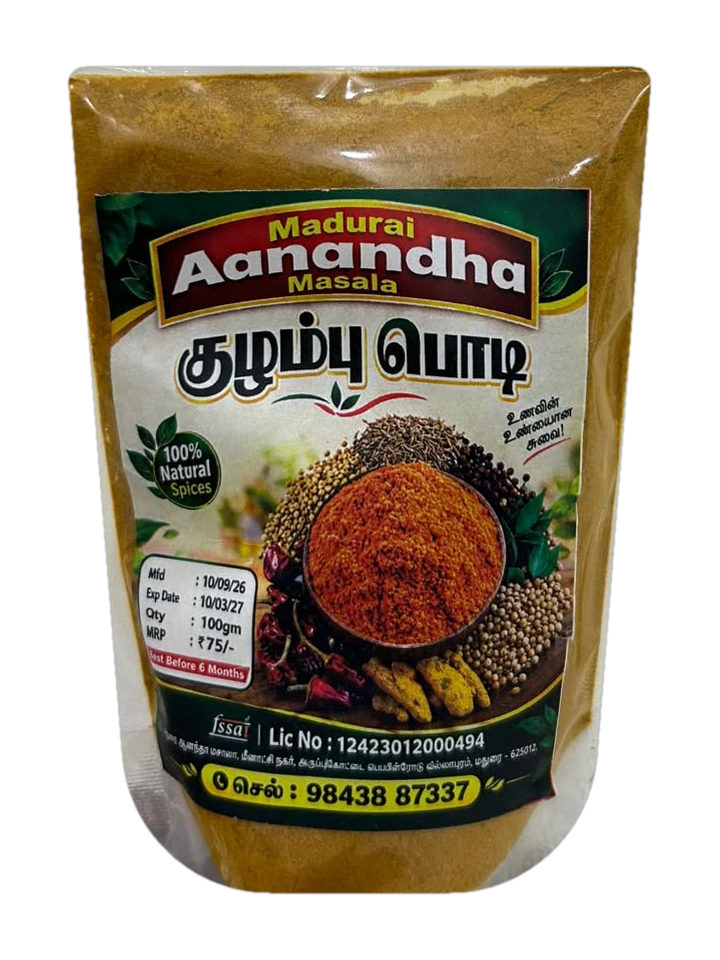 Madurai
Aanandha
Masala
குழம்பு பொடி
உணவின்
உண்மையான
சுவை!
100%
Natural
Spices
Mfd : 10/09/26
Exp Date : 10/03/27
Qty : 100gm
MRP : ₹75/-
Best Before 6 Months
fssai | Lic No : 12423012000494
ஆனந்தா மசாலா, மீனாட்சி நகர், அருப்புகோட்டை வில்லாபுரம், மதுரை - 625012.
செல் : 98438 87337